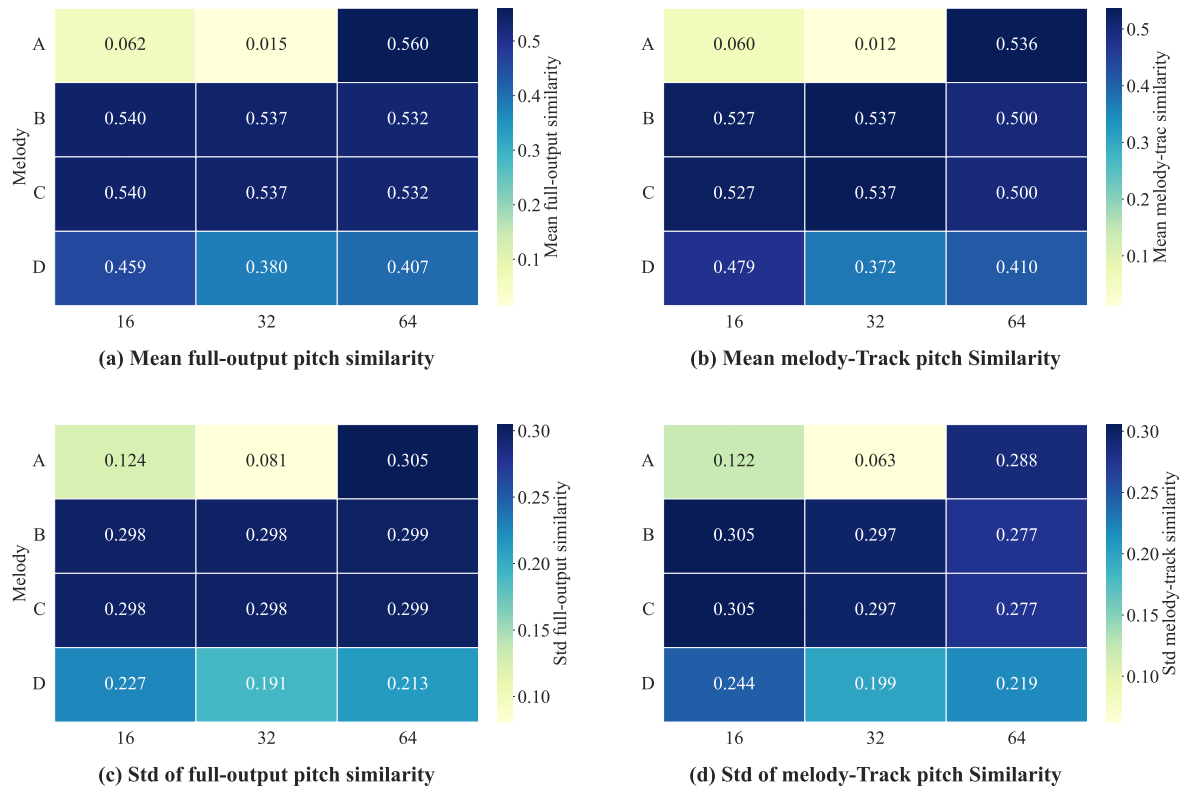 A 0.062 0.015 0.560
B 0.540 0.537 0.532
C 0.540 0.537 0.532
D 0.459 0.380 0.407
16 32 64
Melody
0.5
0.4
0.3
0.2
0.1
Mean full-output similarity
(a) Mean full-output pitch similarity
A 0.060 0.012 0.536
B 0.527 0.537 0.500
C 0.527 0.537 0.500
D 0.479 0.372 0.410
16 32 64
0.5
0.4
0.3
0.2
0.1
Mean melody-trac similarity
(b) Mean melody-Track pitch Similarity
A 0.124 0.081 0.305
B 0.298 0.298 0.299
C 0.298 0.298 0.299
D 0.227 0.191 0.213
16 32 64
Melody
0.30
0.25
0.20
0.15
0.10
Std full-output similarity
(c) Std of full-output pitch similarity
A 0.122 0.063 0.288
B 0.305 0.297 0.277
C 0.305 0.297 0.277
D 0.244 0.199 0.219
16 32 64
0.30
0.25
0.20
0.15
0.10
Std melody-track similarity
(d) Std of melody-Track pitch Similarity